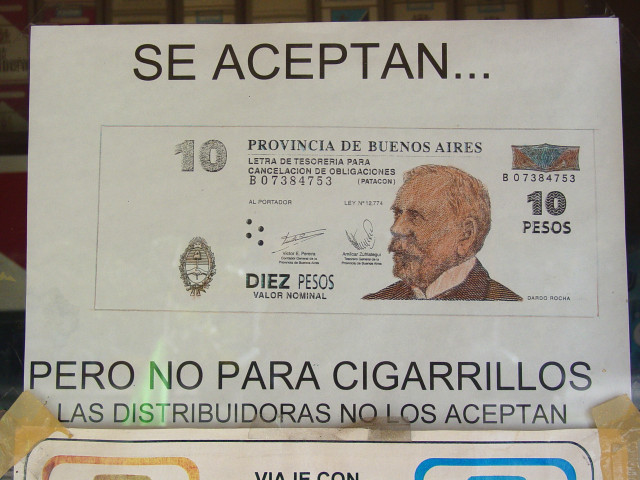 SE ACEPTAN...
10 PROVINCIA DE BUENOS AIRES
LETRA DE TESORERIA PARA
CANCELACION DE OBLIGACIONES
B 07384753 (PATACON)
B 07384753
AL PORTADOR LEY Nº 12.774
10
PESOS
DIEZ PESOS
VALOR NOMINAL
DARDO ROCHA
PERO NO PARA CIGARRILLOS
LAS DISTRIBUIDORAS NO LOS ACEPTAN
VIAJE CON